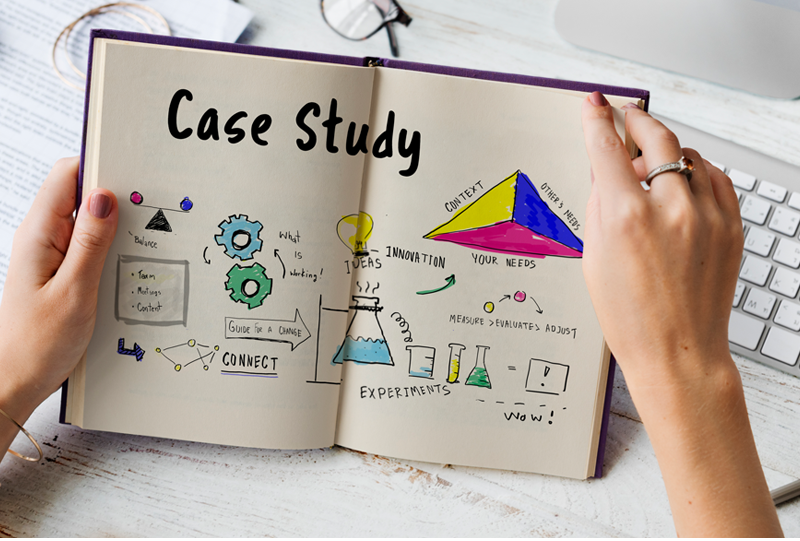 Case Study
Balance
• Team
• Meetings
• Content
What
is
Working!
GUIDE FOR A CHANGE
CONNECT
IDEAS - INNOVATION
CONTEXT
OTHER'S NEEDS
YOUR NEEDS
MEASURE > EVALUATE > ADJUST
EXPERIMENTS
=
!
WOW!